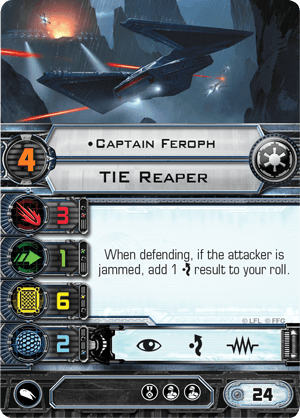 •Captain Feroph
4
TIE Reaper
3
1
6
2
When defending, if the attacker is
jammed, add 1 result to your roll.
© LFL © FFG
24